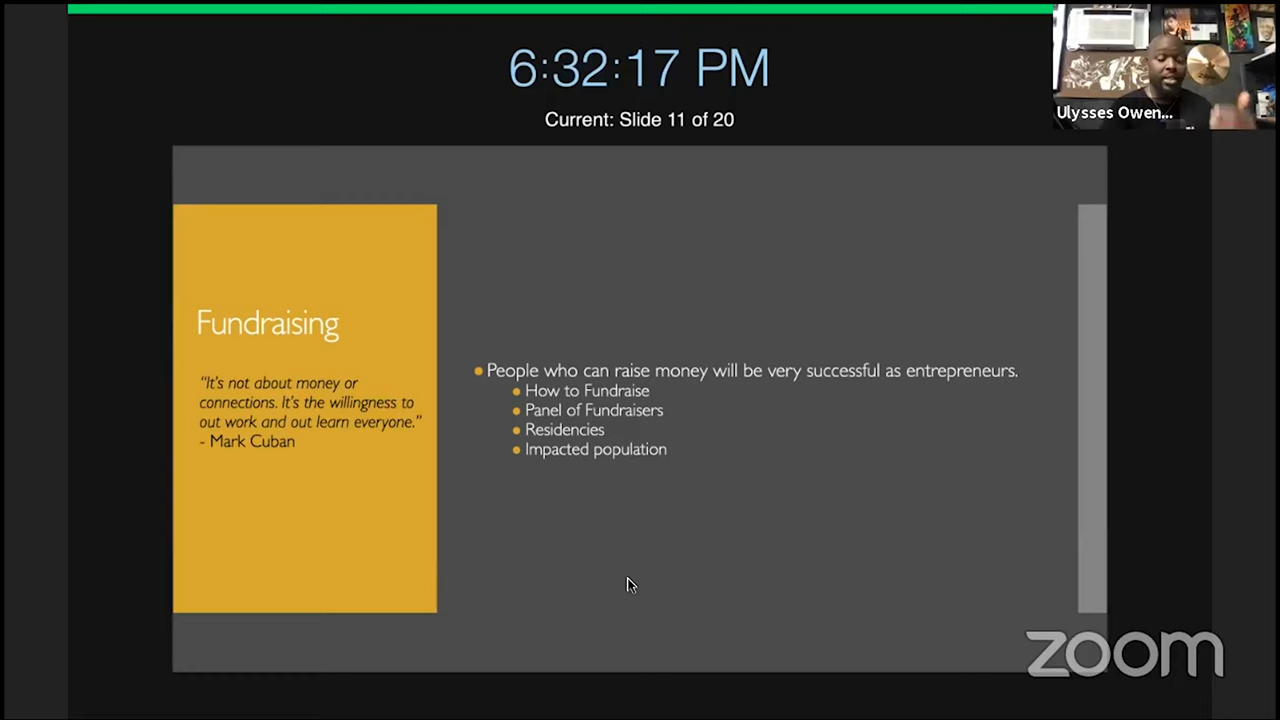 6:32:17 PM
Current: Slide 11 of 20
Ulysses Owen...
Fundraising
“It's not about money or
connections. It's the willingness to
out work and out learn everyone.”
- Mark Cuban
People who can raise money will be very successful as entrepreneurs.
How to Fundraise
Panel of Fundraisers
Residencies
Impacted population
zoom